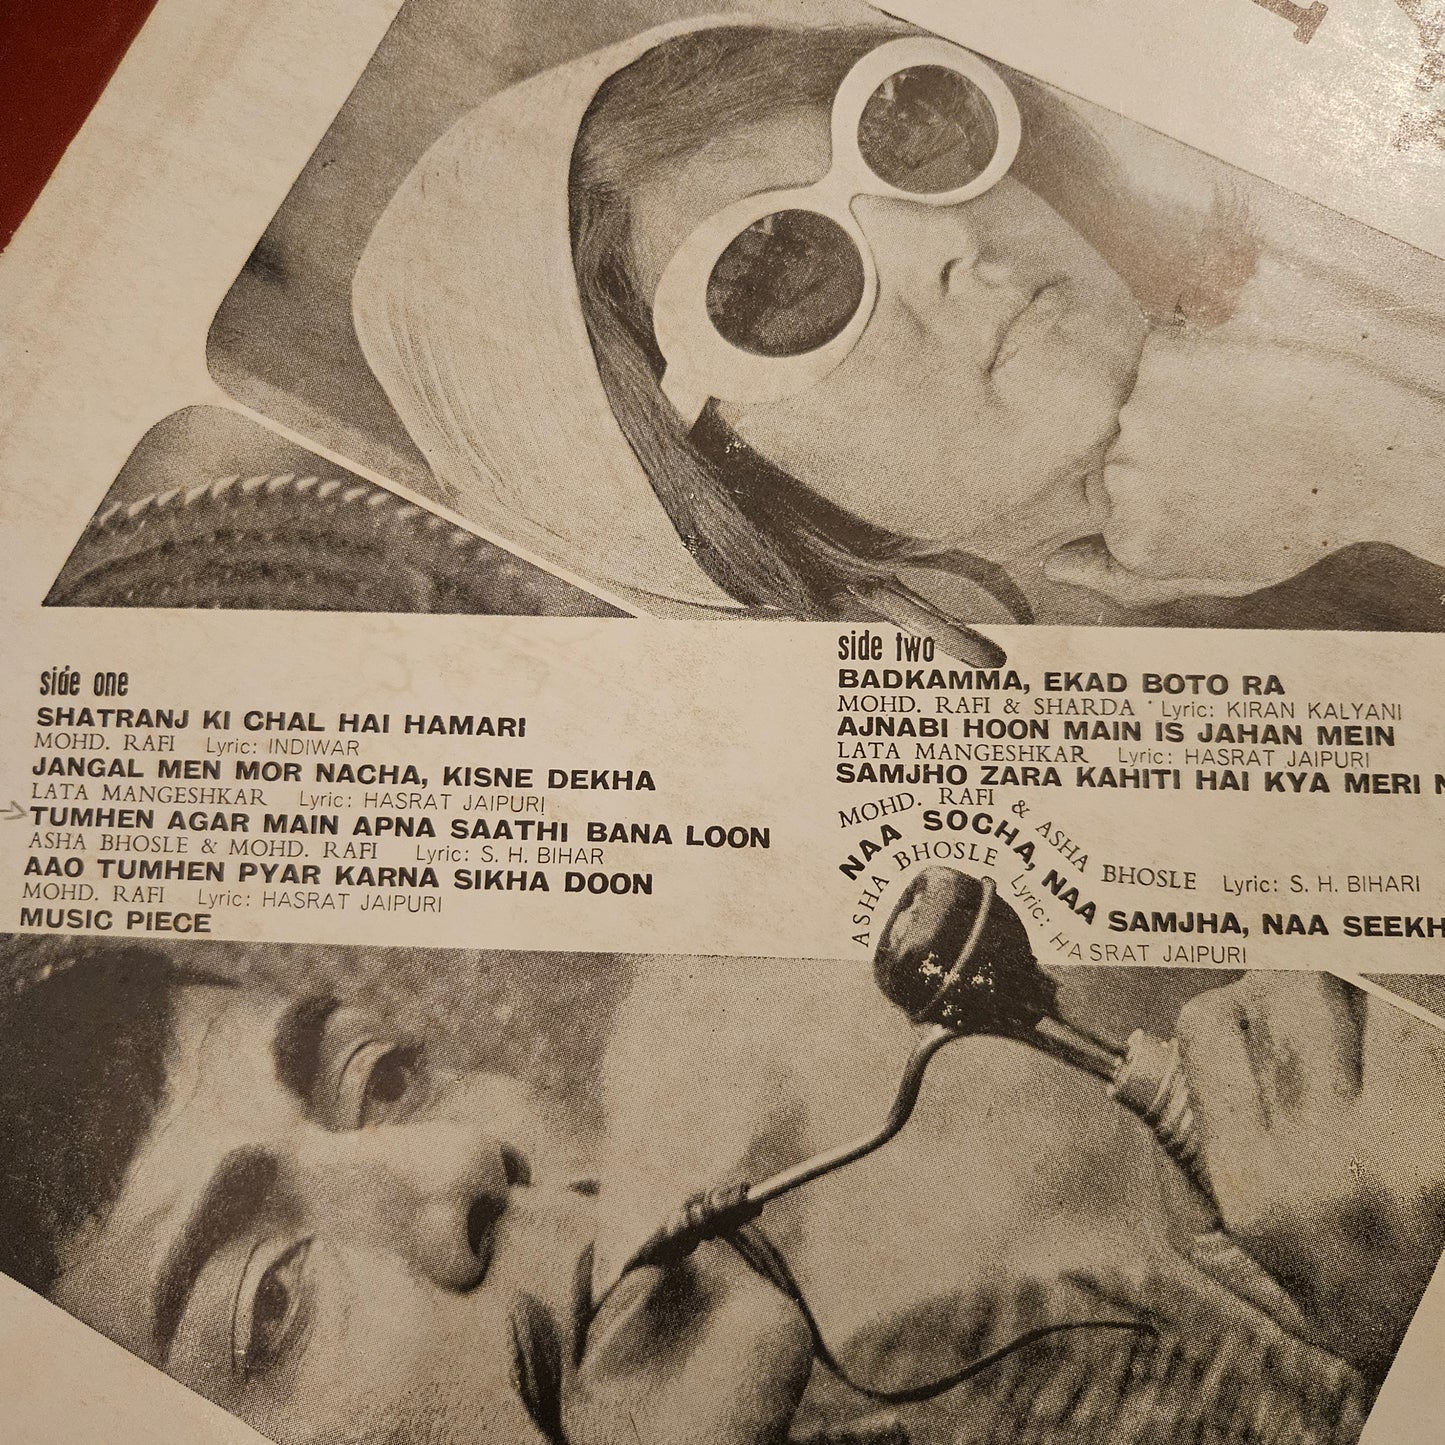 side one
SHATRANJ KI CHAL HAI HAMARI
MOHD. RAFI Lyric: INDIWAR
JANGAL MEN MOR NACHA, KISNE DEKHA
LATA MANGESHKAR Lyric: HASRAT JAIPURI
TUMHEN AGAR MAIN APNA SAATHI BANA LOON
ASHA BHOSLE & MOHD. RAFI Lyric: S. H. BIHAR
AAO TUMHEN PYAR KARNA SIKHA DOON
MOHD. RAFI Lyric: HASRAT JAIPURI
MUSIC PIECE
side two
BADKAMMA, EKAD BOTO RA
MOHD. RAFI & SHARDA Lyric: KIRAN KALYANI
AJNABI HOON MAIN IS JAHAN MEIN
LATA MANGESHKAR Lyric: HASRAT JAIPURI
SAMJHO ZARA KAHITI HAI KYA MERI
MOHD. RAFI & ASHA BHOSLE Lyric: S. H. BIHARI
NAA SOCHA, NAA SAMJHA, NAA SEEKH
ASHA BHOSLE Lyric: HASRAT JAIPURI